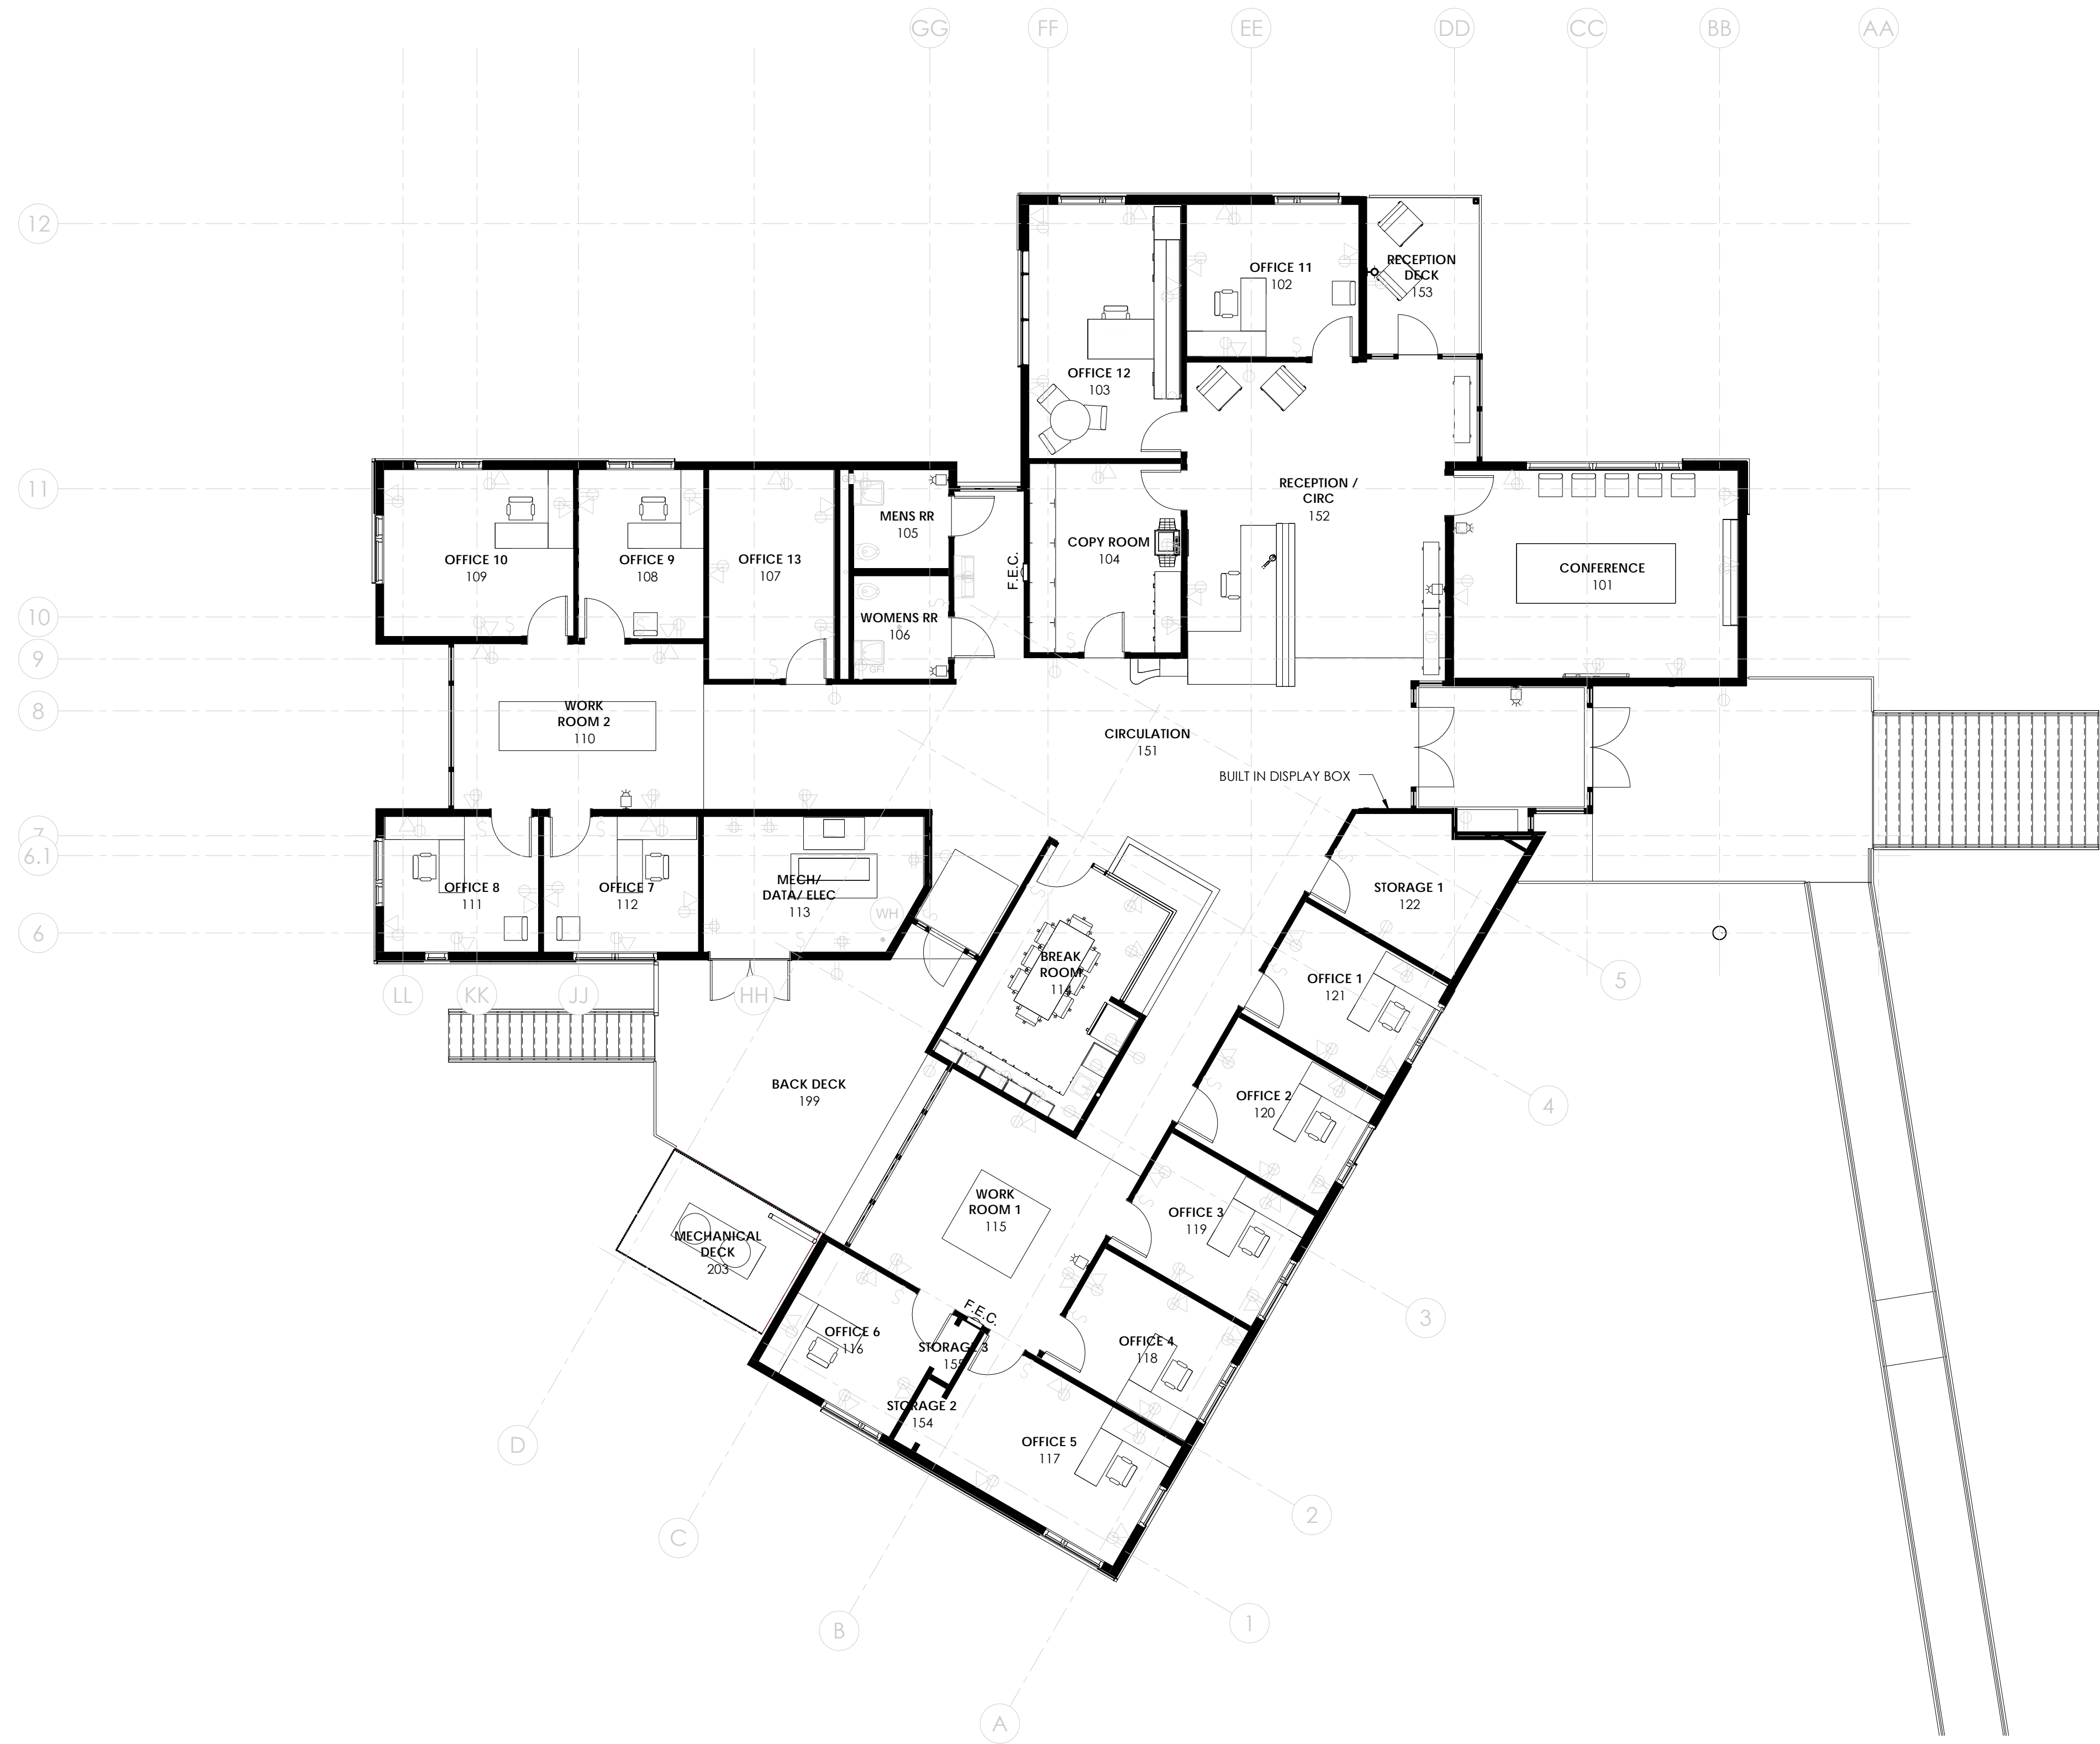 GG
FF
EE
DD
CC
BB
AA
12
OFFICE 11
102
RECEPTION
DECK
153
OFFICE 12
103
11
RECEPTION /
CIRC
152
MENS RR
105
COPY ROOM
104
F.E.C.
OFFICE 10
109
OFFICE 9
108
OFFICE 13
107
CONFERENCE
101
10
WOMENS RR
106
9
8
WORK
ROOM 2
110
CIRCULATION
151
BUILT IN DISPLAY BOX
7
6.1
OFFICE 8
111
OFFICE 7
112
MECH/
DATA/ ELEC
113
WH
STORAGE 1
122
6
BREAK
ROOM
114
OFFICE 1
121
5
LL
KK
JJ
HH
BACK DECK
199
OFFICE 2
120
4
WORK
ROOM 1
115
OFFICE 3
119
MECHANICAL
DECK
203
3
F.E.C.
OFFICE 6
116
STORAGE 3
155
OFFICE 4
118
STORAGE 2
154
OFFICE 5
117
D
2
C
1
B
A